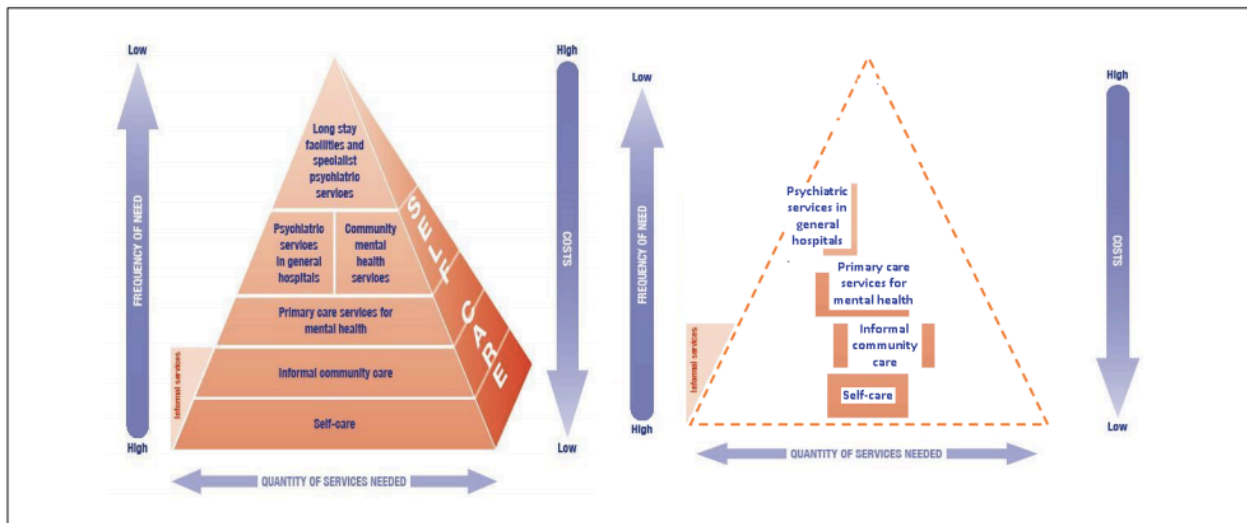 Low
High
FREQUENCY OF NEED
Long stay
facilities and
specialist
psychiatric
services
Psychiatric
services
in general
hospitals
Community
mental
health
services
Primary care services for
mental health
Informal community care
Self-care
Informal services
SELF CARE
High
Low
COSTS
QUANTITY OF SERVICES NEEDED
Low
High
FREQUENCY OF NEED
Psychiatric
services in
general
hospitals
Primary care
services for
mental health
Informal
community
care
Self-care
Informal services
High
Low
COSTS
QUANTITY OF SERVICES NEEDED